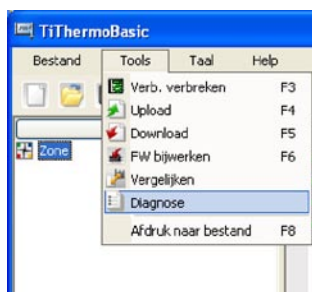 TiThermoBasic
Bestand Tools Taal Help
Verb. verbreken F3
Upload F4
Download F5
FW bijwerken F6
Vergelijken
Diagnose
Afdruk naar bestand F8
Zone